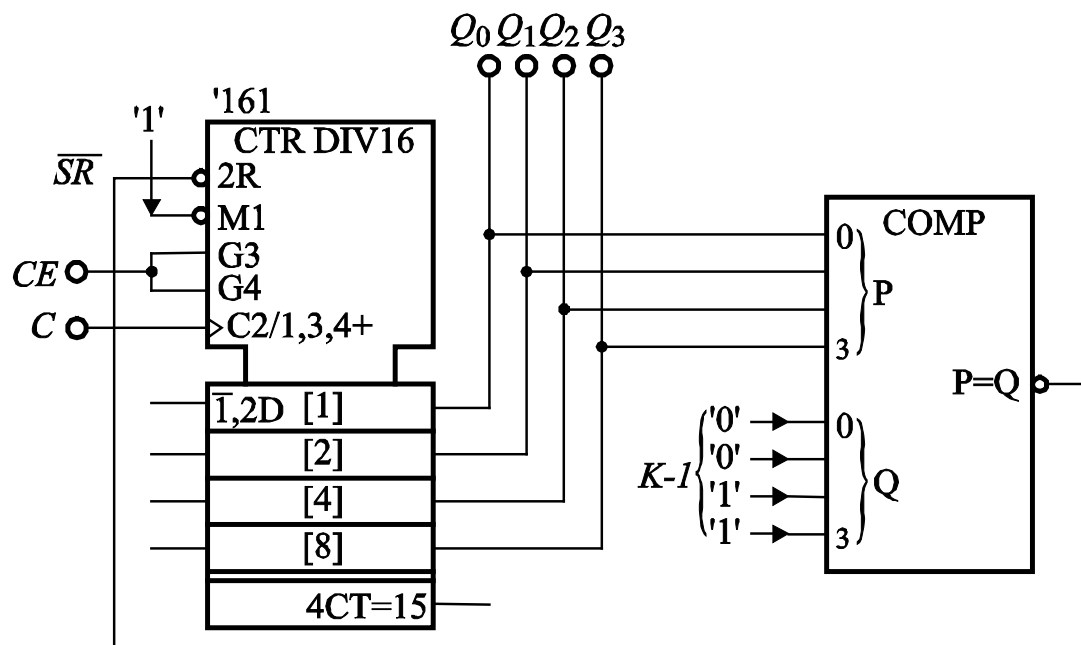 Q0 Q1 Q2 Q3
'161
'1'
CTR DIV16
S̅R̅
2R
M1
G3
CE
G4
C
C2/1,3,4+
1̅,2D [1]
[2]
[4]
[8]
4CT=15
COMP
0
P
3
P=Q
K-1
'0'
'0'
'1'
'1'
0
Q
3